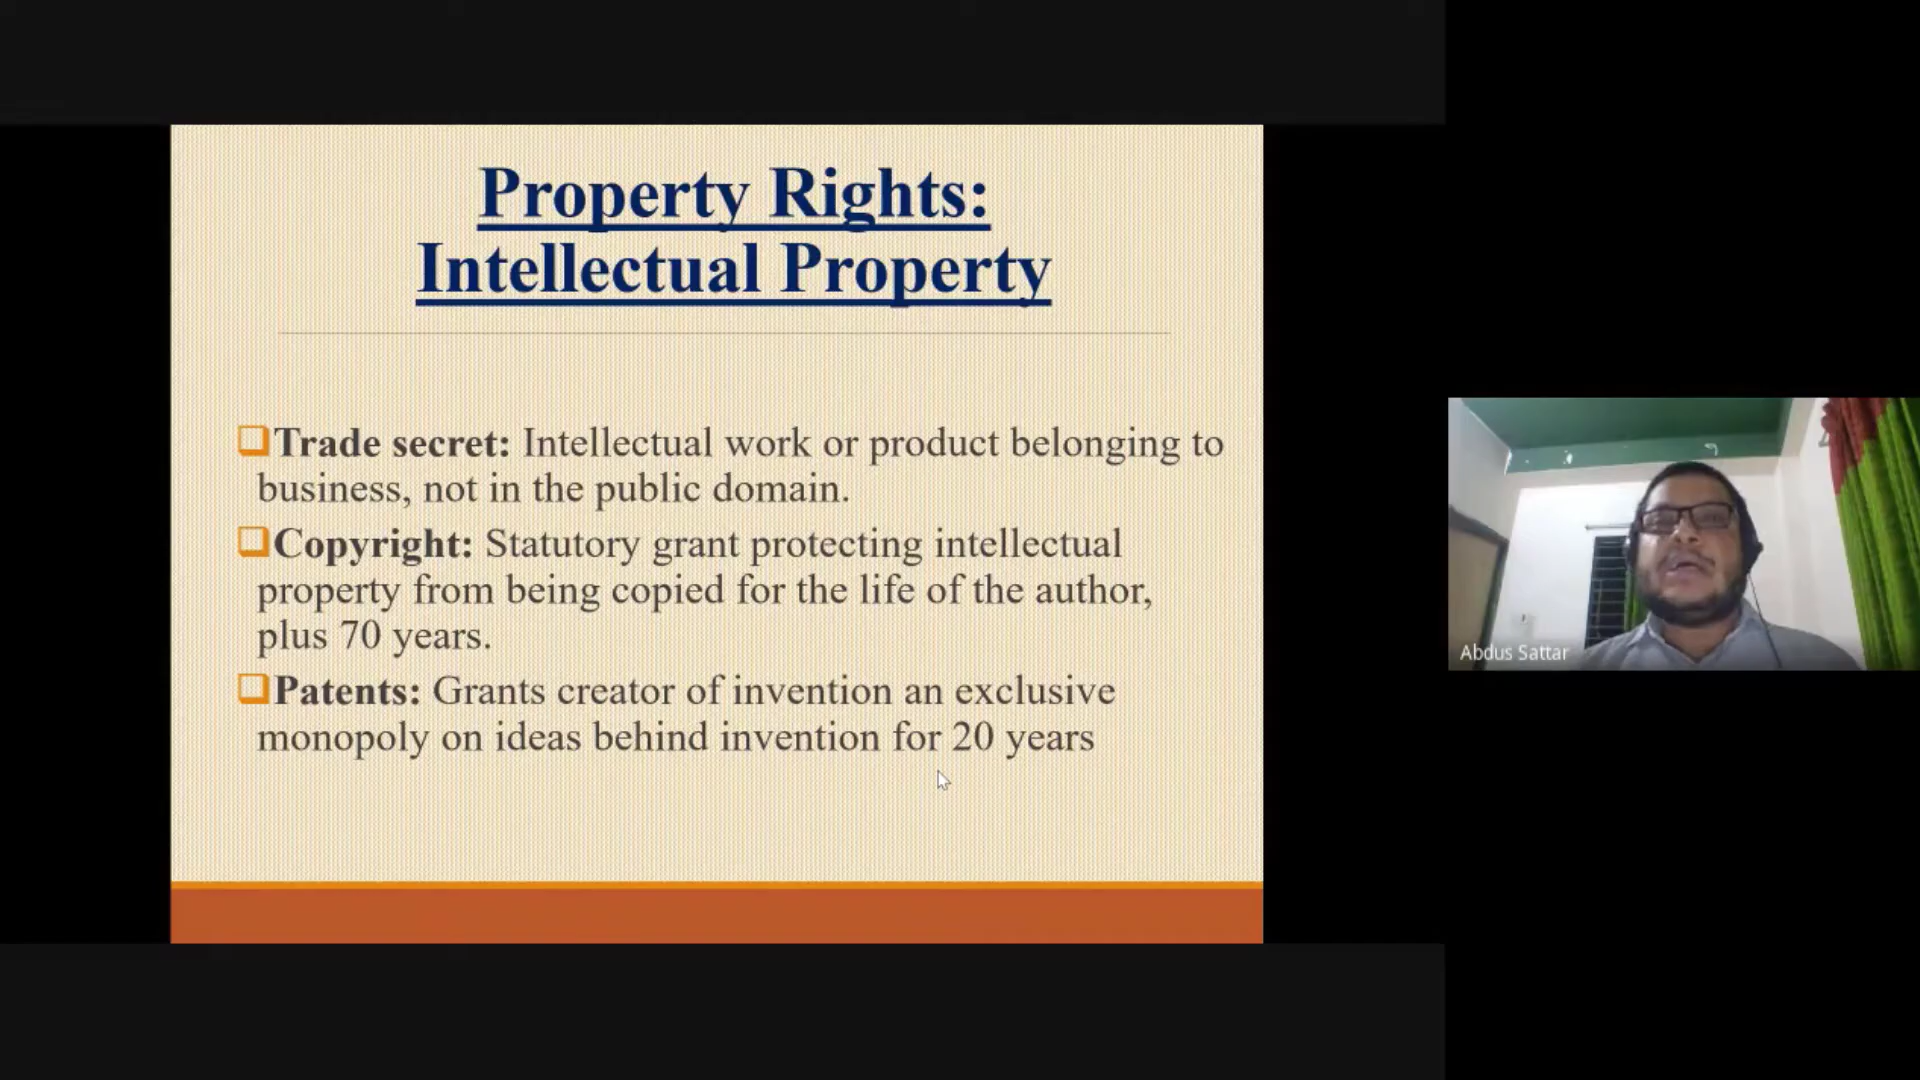 Property Rights:
Intellectual Property
Trade secret: Intellectual work or product belonging to
business, not in the public domain.
Copyright: Statutory grant protecting intellectual
property from being copied for the life of the author,
plus 70 years.
Patents: Grants creator of invention an exclusive
monopoly on ideas behind invention for 20 years
Abdus Sattar